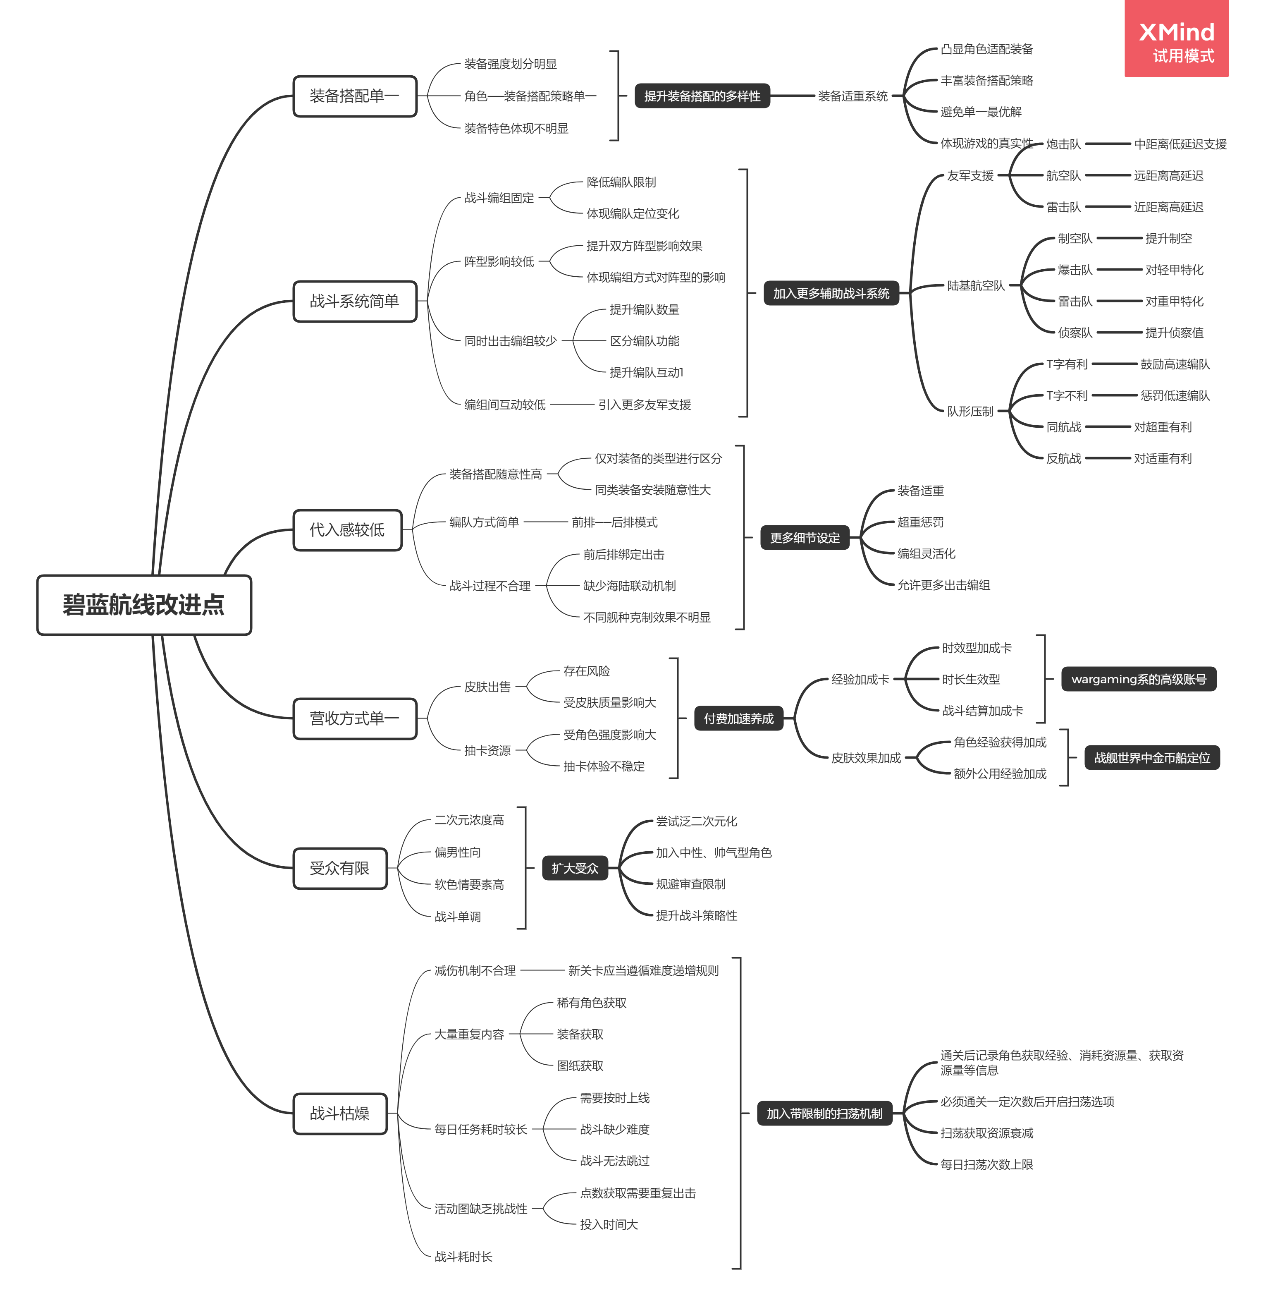 XMind
试用模式
碧蓝航线改进点
装备搭配单一
装备强度划分明显
角色—装备搭配策略单一
装备特色体现不明显
提升装备搭配的多样性
装备适重系统
凸显角色适配装备
丰富装备搭配策略
避免单一最优解
体现游戏的真实性
战斗系统简单
战斗编组固定
降低编队限制
体现编队定位变化
阵型影响较低
提升双方阵型影响效果
体现编组方式对阵型的影响
同时出击编组较少
提升编队数量
区分编队功能
提升编队互动1
编组间互动较低
引入更多友军支援
加入更多辅助战斗系统
友军支援
炮击队
中距离低延迟支援
航空队
远距离高延迟
雷击队
近距离高延迟
陆基航空队
制空队
提升制空
爆击队
对轻甲特化
雷击队
对重甲特化
侦察队
提升侦察值
队形压制
T字有利
鼓励高速编队
T字不利
惩罚低速编队
同航战
对超重有利
反航战
对适重有利
代入感较低
装备搭配随意性高
仅对装备的类型进行区分
同类装备安装随意性大
编队方式简单
前排—后排模式
战斗过程不合理
前后排绑定出击
缺少海陆联动机制
不同舰种克制效果不明显
更多细节设定
装备适重
超重惩罚
编组灵活化
允许更多出击编组
营收方式单一
皮肤出售
存在风险
受皮肤质量影响大
抽卡资源
受角色强度影响大
抽卡体验不稳定
付费加速养成
经验加成卡
时效型加成卡
时长生效型
战斗结算加成卡
wargaming系的高级账号
皮肤效果加成
角色经验获得加成
额外公用经验加成
战舰世界中金币船定位
受众有限
二次元浓度高
偏男性向
软色情要素高
战斗单调
扩大受众
尝试泛二次元化
加入中性、帅气型角色
规避审查限制
提升战斗策略性
战斗枯燥
减伤机制不合理
新关卡应当遵循难度递增规则
大量重复内容
稀有角色获取
装备获取
图纸获取
每日任务耗时较长
需要按时上线
战斗缺少难度
战斗无法跳过
活动图缺乏挑战性
点数获取需要重复出击
投入时间大
战斗耗时长
加入带限制的扫荡机制
通关后记录角色获取经验、消耗资源量、获取资
源量等信息
必须通关一定次数后开启扫荡选项
扫荡获取资源衰减
每日扫荡次数上限